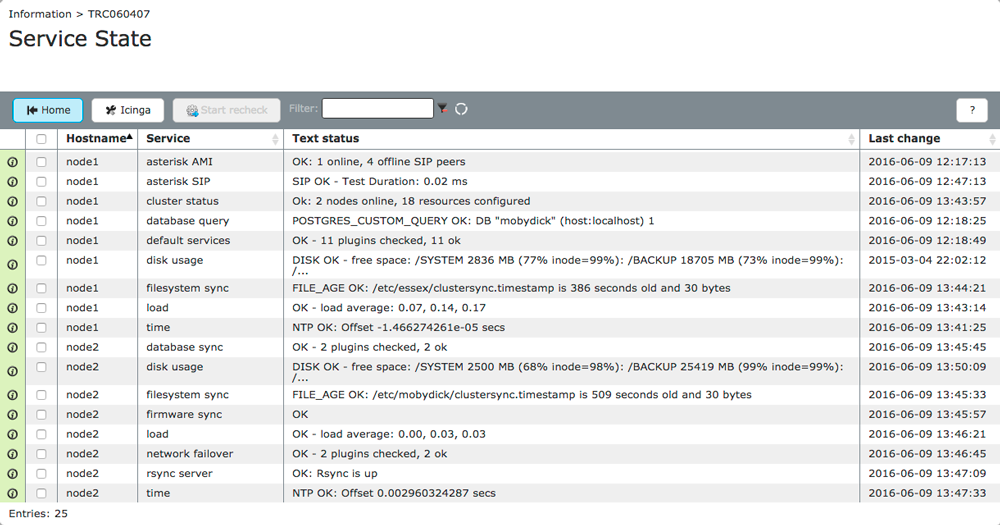 Information > TRC060407
Service State
Home Icinga Start recheck Filter: ?
Hostname Service Text status Last change
node1 asterisk AMI OK: 1 online, 4 offline SIP peers 2016-06-09 12:17:13
node1 asterisk SIP SIP OK - Test Duration: 0.02 ms 2016-06-09 12:47:13
node1 cluster status Ok: 2 nodes online, 18 resources configured 2016-06-09 13:43:57
node1 database query POSTGRES_CUSTOM_QUERY OK: DB "mobydick" (host:localhost) 1 2016-06-09 12:18:25
node1 default services OK - 11 plugins checked, 11 ok 2016-06-09 12:18:49
node1 disk usage DISK OK - free space: /SYSTEM 2836 MB (77% inode=99%): /BACKUP 18705 MB (73% inode=99%): 2015-03-04 22:02:12
/...
node1 filesystem sync FILE_AGE OK: /etc/essex/clustersync.timestamp is 386 seconds old and 30 bytes 2016-06-09 13:44:21
node1 load OK - load average: 0.07, 0.14, 0.17 2016-06-09 13:43:14
node1 time NTP OK: Offset -1.466274261e-05 secs 2016-06-09 13:41:25
node2 database sync OK - 2 plugins checked, 2 ok 2016-06-09 13:45:45
node2 disk usage DISK OK - free space: /SYSTEM 2500 MB (68% inode=98%): /BACKUP 25419 MB (99% inode=99%): 2016-06-09 13:50:09
/...
node2 filesystem sync FILE_AGE OK: /etc/mobydick/clustersync.timestamp is 509 seconds old and 30 bytes 2016-06-09 13:45:33
node2 firmware sync OK 2016-06-09 13:45:57
node2 load OK - load average: 0.00, 0.03, 0.03 2016-06-09 13:46:21
node2 network failover OK - 2 plugins checked, 2 ok 2016-06-09 13:46:45
node2 rsync server OK: Rsync is up 2016-06-09 13:47:09
node2 time NTP OK: Offset 0.002960324287 secs 2016-06-09 13:47:33
Entries: 25